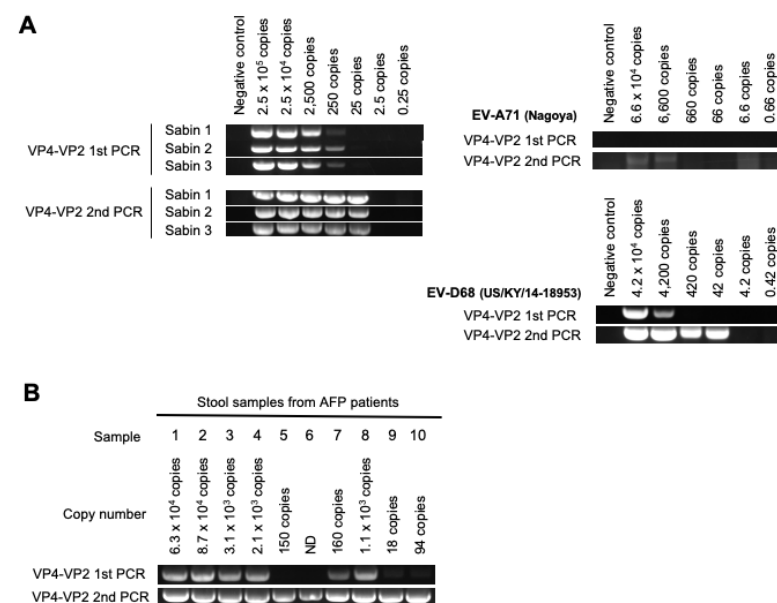 A
Negative control
2.5 x 10⁵ copies
2.5 x 10⁴ copies
2,500 copies
250 copies
25 copies
2.5 copies
0.25 copies
VP4-VP2 1st PCR
Sabin 1
Sabin 2
Sabin 3
VP4-VP2 2nd PCR
Sabin 1
Sabin 2
Sabin 3
EV-A71 (Nagoya)
Negative control
6.6 x 10⁴ copies
6,600 copies
660 copies
66 copies
6.6 copies
0.66 copies
VP4-VP2 1st PCR
VP4-VP2 2nd PCR
EV-D68 (US/KY/14-18953)
Negative control
4.2 x 10⁴ copies
4,200 copies
420 copies
42 copies
4.2 copies
0.42 copies
VP4-VP2 1st PCR
VP4-VP2 2nd PCR
B
Stool samples from AFP patients
Sample 1 2 3 4 5 6 7 8 9 10
Copy number
6.3 x 10⁴ copies
8.7 x 10⁴ copies
3.1 x 10³ copies
2.1 x 10³ copies
150 copies
ND
160 copies
1.1 x 10³ copies
18 copies
94 copies
VP4-VP2 1st PCR
VP4-VP2 2nd PCR